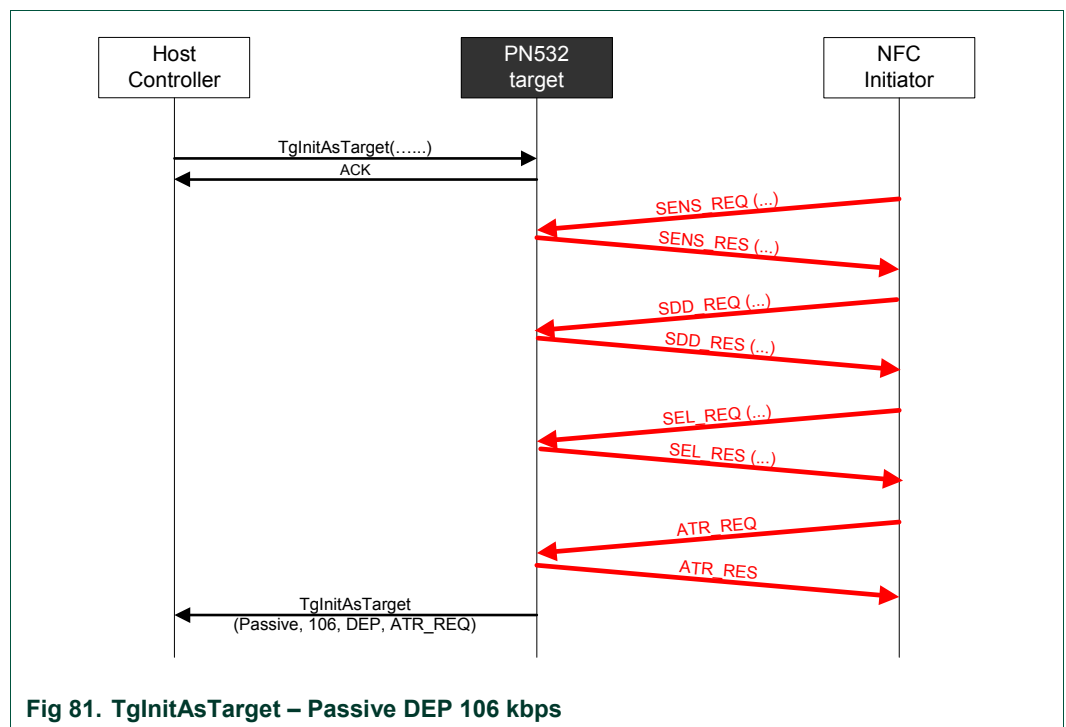 Host
Controller
PN532
target
NFC
Initiator
TgInitAsTarget(…...)
ACK
SENS_REQ (...)
SENS_RES (...)
SDD_REQ (...)
SDD_RES (...)
SEL_REQ (...)
SEL_RES (...)
ATR_REQ
ATR_RES
TgInitAsTarget
(Passive, 106, DEP, ATR_REQ)
Fig 81. TgInitAsTarget – Passive DEP 106 kbps